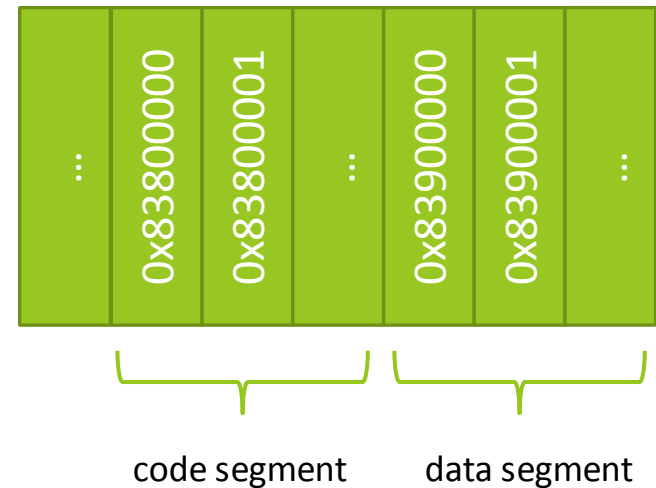 ...
0x83800000
0x83800001
...
0x83900000
0x83900001
...
code segment
data segment